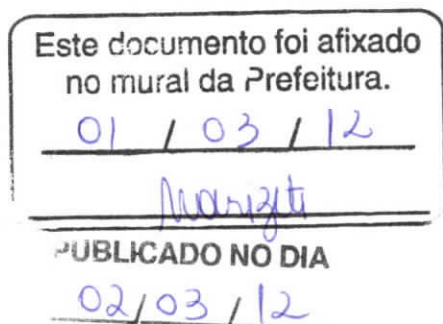 Este documento foi afixado
no mural da Prefeitura.
01 / 03 / 12
PUBLICADO NO DIA
02/03/12